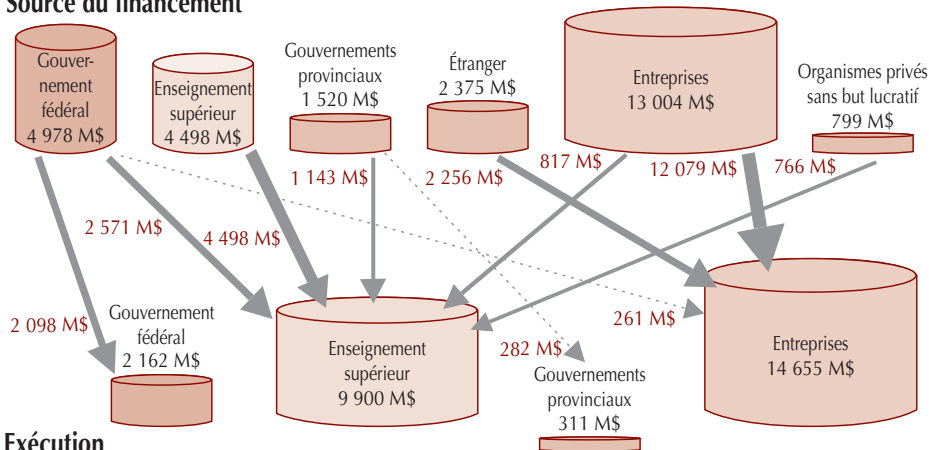 Source du financement
Gouver-
nement
fédéral
4 978 M$
Enseignement
supérieur
4 498 M$
Gouvernements
provinciaux
1 520 M$
Étranger
2 375 M$
Entreprises
13 004 M$
Organismes privés
sans but lucratif
799 M$
2 571 M$
4 498 M$
1 143 M$
2 256 M$
817 M$
12 079 M$
766 M$
2 098 M$
282 M$
261 M$
Gouvernement
fédéral
2 162 M$
Enseignement
supérieur
9 900 M$
Gouvernements
provinciaux
311 M$
Entreprises
14 655 M$
Exécution